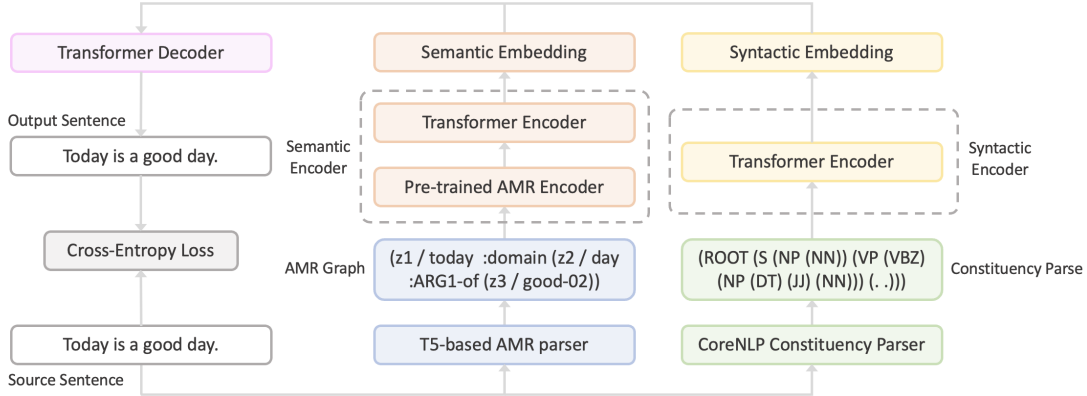 Transformer Decoder
Output Sentence
Today is a good day.
Cross-Entropy Loss
Today is a good day.
Source Sentence
Semantic Embedding
Semantic
Encoder
Transformer Encoder
Pre-trained AMR Encoder
AMR Graph
(z1 / today :domain (z2 / day
:ARG1-of (z3 / good-02))
T5-based AMR parser
Syntactic Embedding
Transformer Encoder
Syntactic
Encoder
(ROOT (S (NP (NN)) (VP (VBZ)
(NP (DT) (JJ) (NN))) (. .)))
Constituency Parse
CoreNLP Constituency Parser